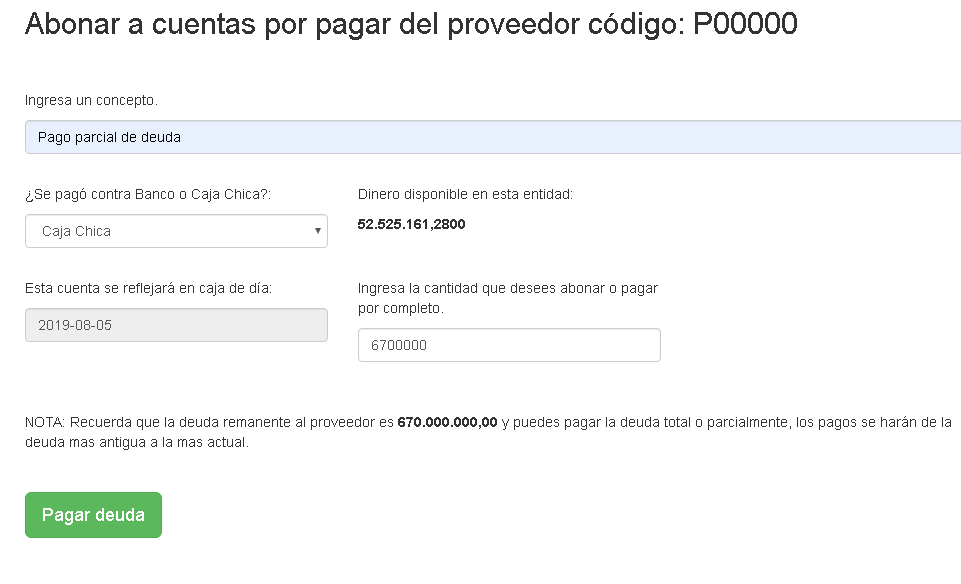 Abonar a cuentas por pagar del proveedor código: P00000
Ingresa un concepto.
Pago parcial de deuda
¿Se pagó contra Banco o Caja Chica?:
Caja Chica
Dinero disponible en esta entidad:
52.525.161,2800
Esta cuenta se reflejará en caja de día:
2019-08-05
Ingresa la cantidad que desees abonar o pagar
por completo.
6700000
NOTA: Recuerda que la deuda remanente al proveedor es 670.000.000,00 y puedes pagar la deuda total o parcialmente, los pagos se harán de la
deuda mas antigua a la mas actual.
Pagar deuda